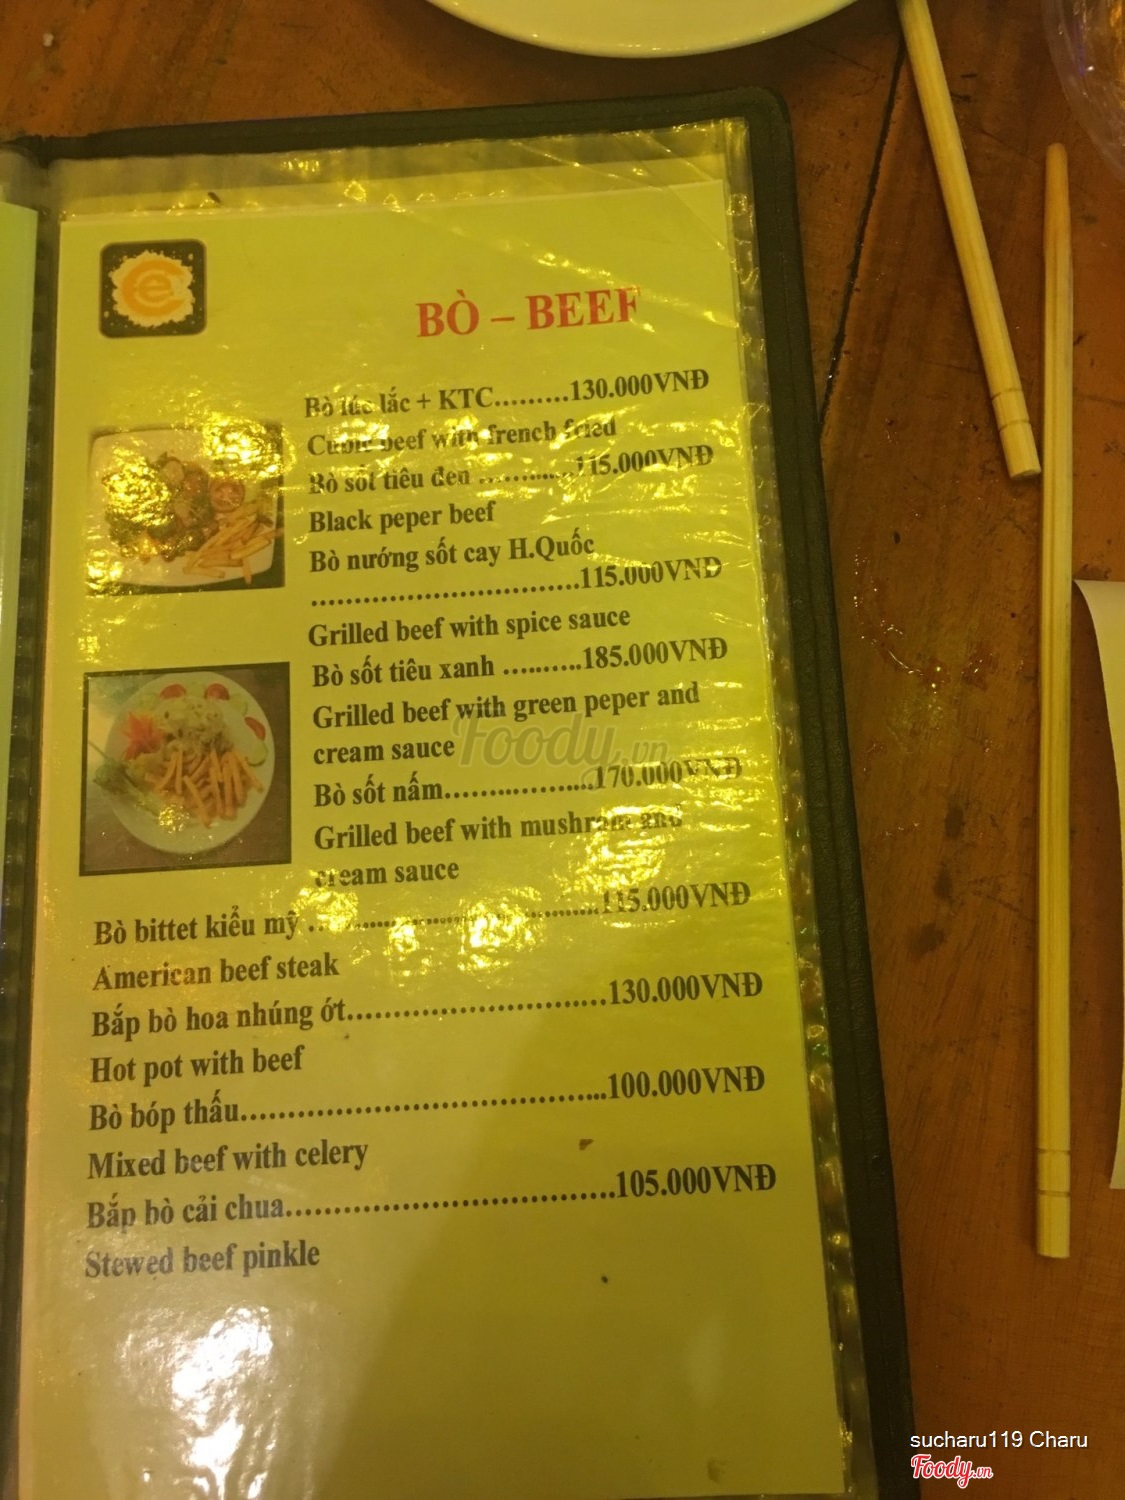 e
BÒ – BEEF
Bò lúc lắc + KTC.........130.000VNĐ
Cubic beef with french fried
Bò sốt tiêu đen ............115.000VNĐ
Black peper beef
Bò nướng sốt cay H.Quốc
................................115.000VNĐ
Grilled beef with spice sauce
Bò sốt tiêu xanh ..........185.000VNĐ
Grilled beef with green peper and
cream sauce
Bò sốt nấm..................170.000VNĐ
Grilled beef with mushram and
cream sauce
Bò bittet kiểu mỹ ...................................115.000VNĐ
American beef steak
Bắp bò hoa nhúng ớt..............................130.000VNĐ
Hot pot with beef
Bò bóp thấu..........................................100.000VNĐ
Mixed beef with celery
Bắp bò cải chua......................................105.000VNĐ
Stewed beef pinkle
Foody.vn
sucharu119 Charu
Foody.vn